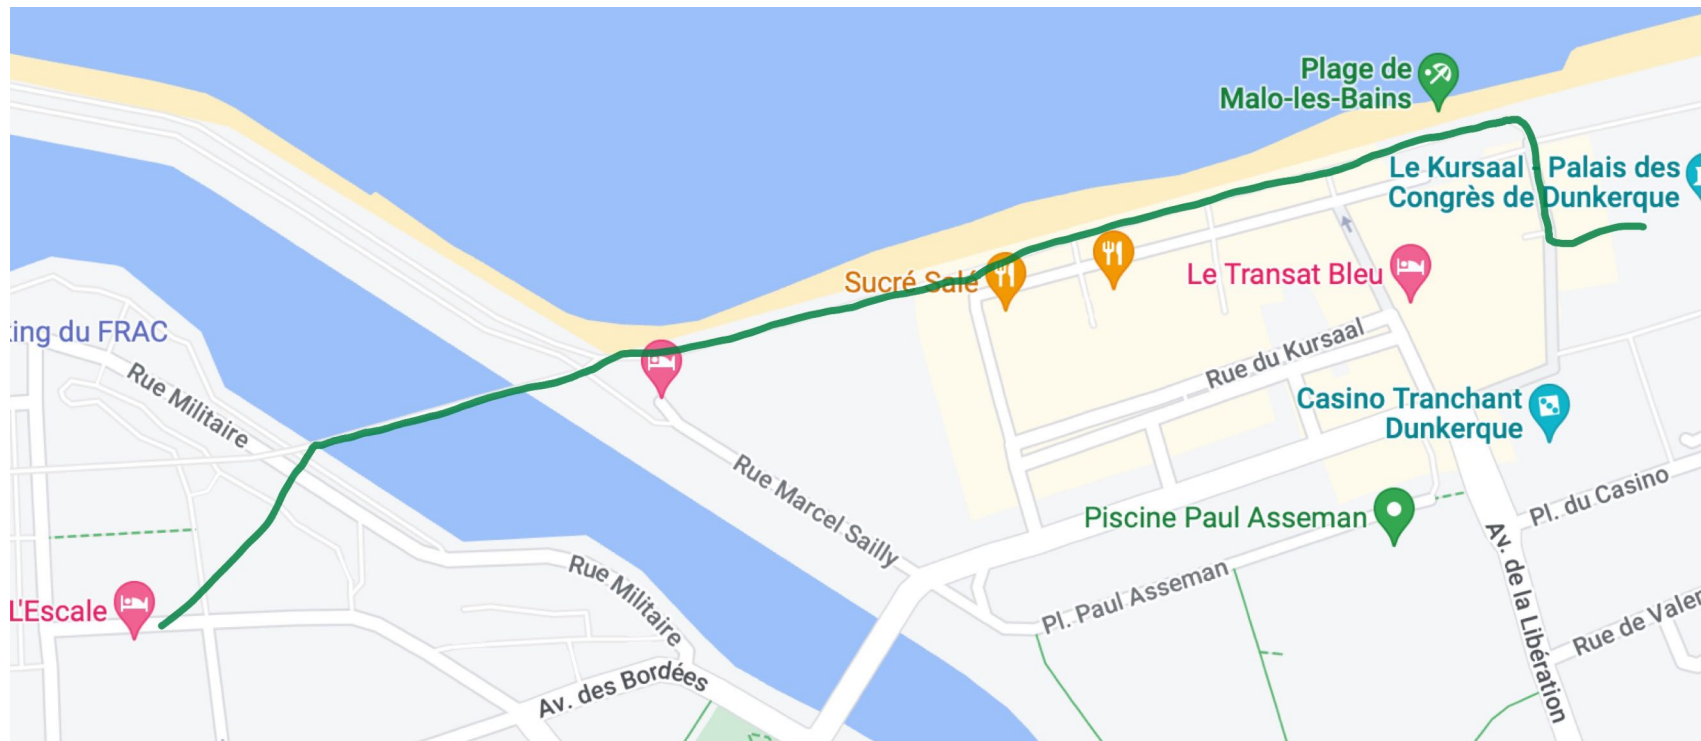 Plage de
Malo-les-Bains
Le Kursaal - Palais des
Congrès de Dunkerque
Sucré Salé
Le Transat Bleu
king du FRAC
Rue Militaire
Rue du Kursaal
Casino Tranchant
Dunkerque
Rue Marcel Sailly
Piscine Paul Asseman
Pl. du Casino
L'Escale
Rue Militaire
Pl. Paul Asseman
Av. de la Libération
Rue de Valen
Av. des Bordées